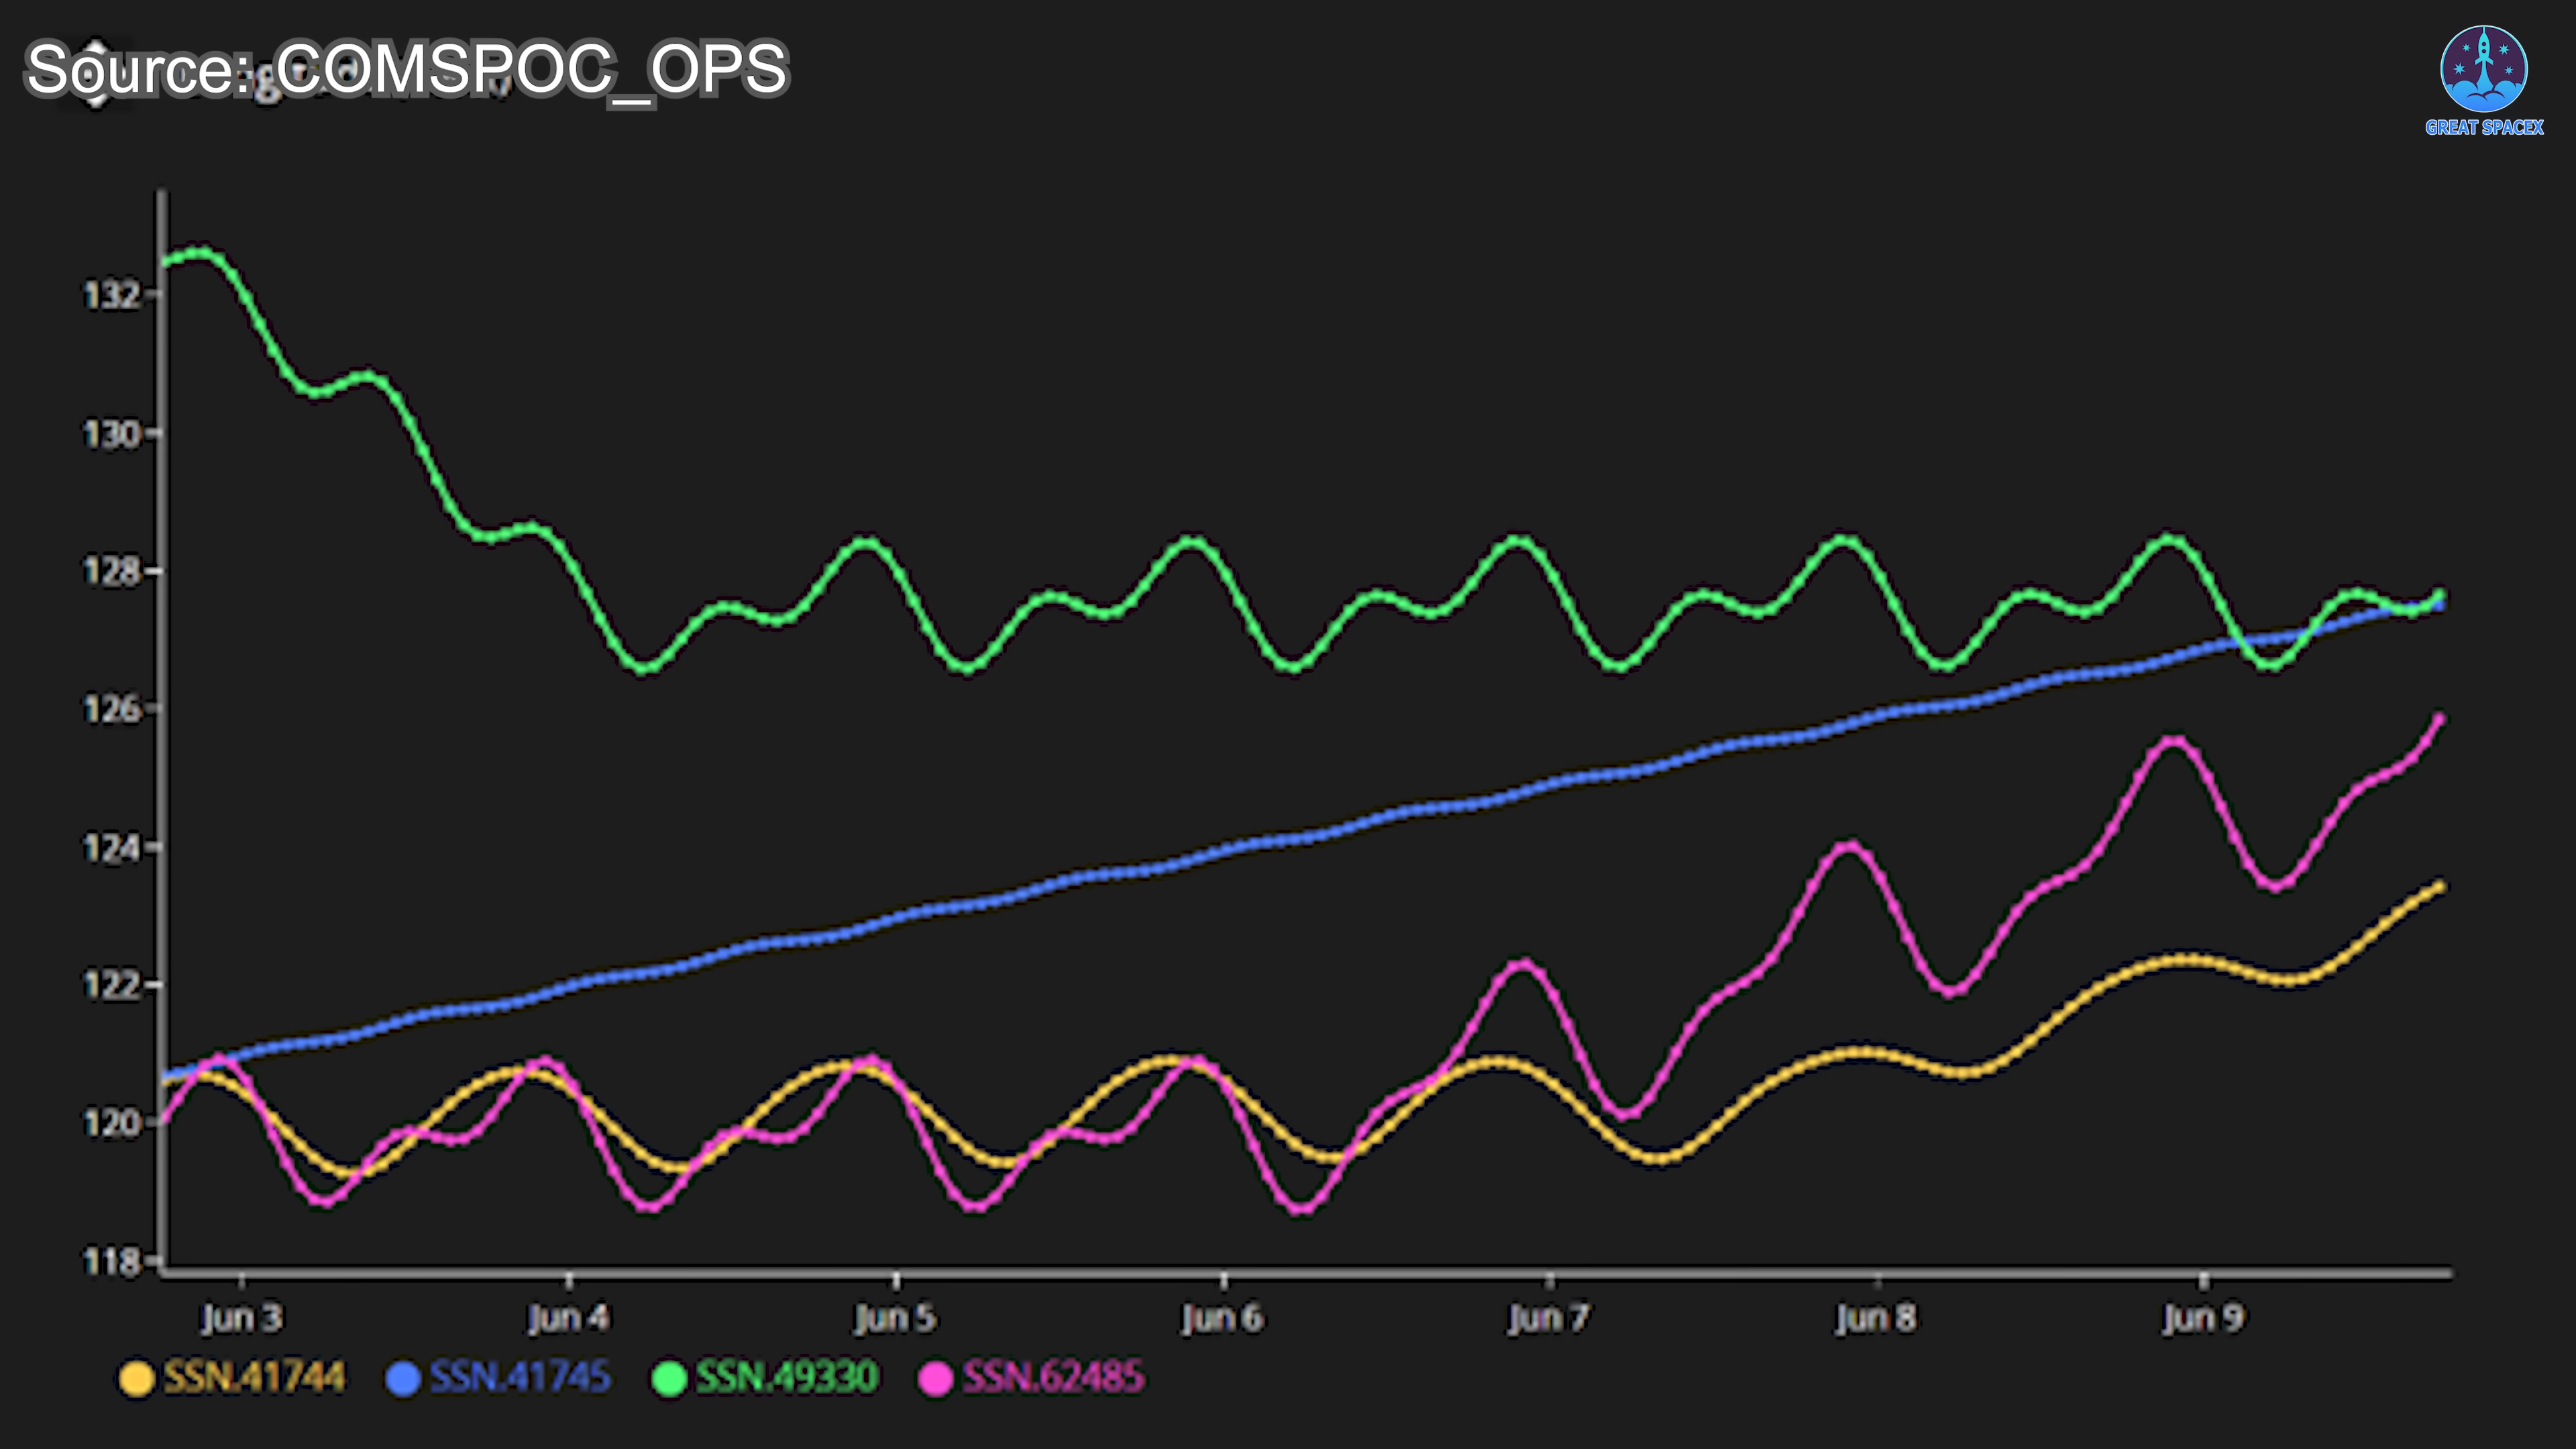 Source: COMSPOC_OPS
GREAT SPACEX
132
130
128
126
124
122
120
118
Jun 3 Jun 4 Jun 5 Jun 6 Jun 7 Jun 8 Jun 9
SSN.41744 SSN.41745 SSN.49330 SSN.62485